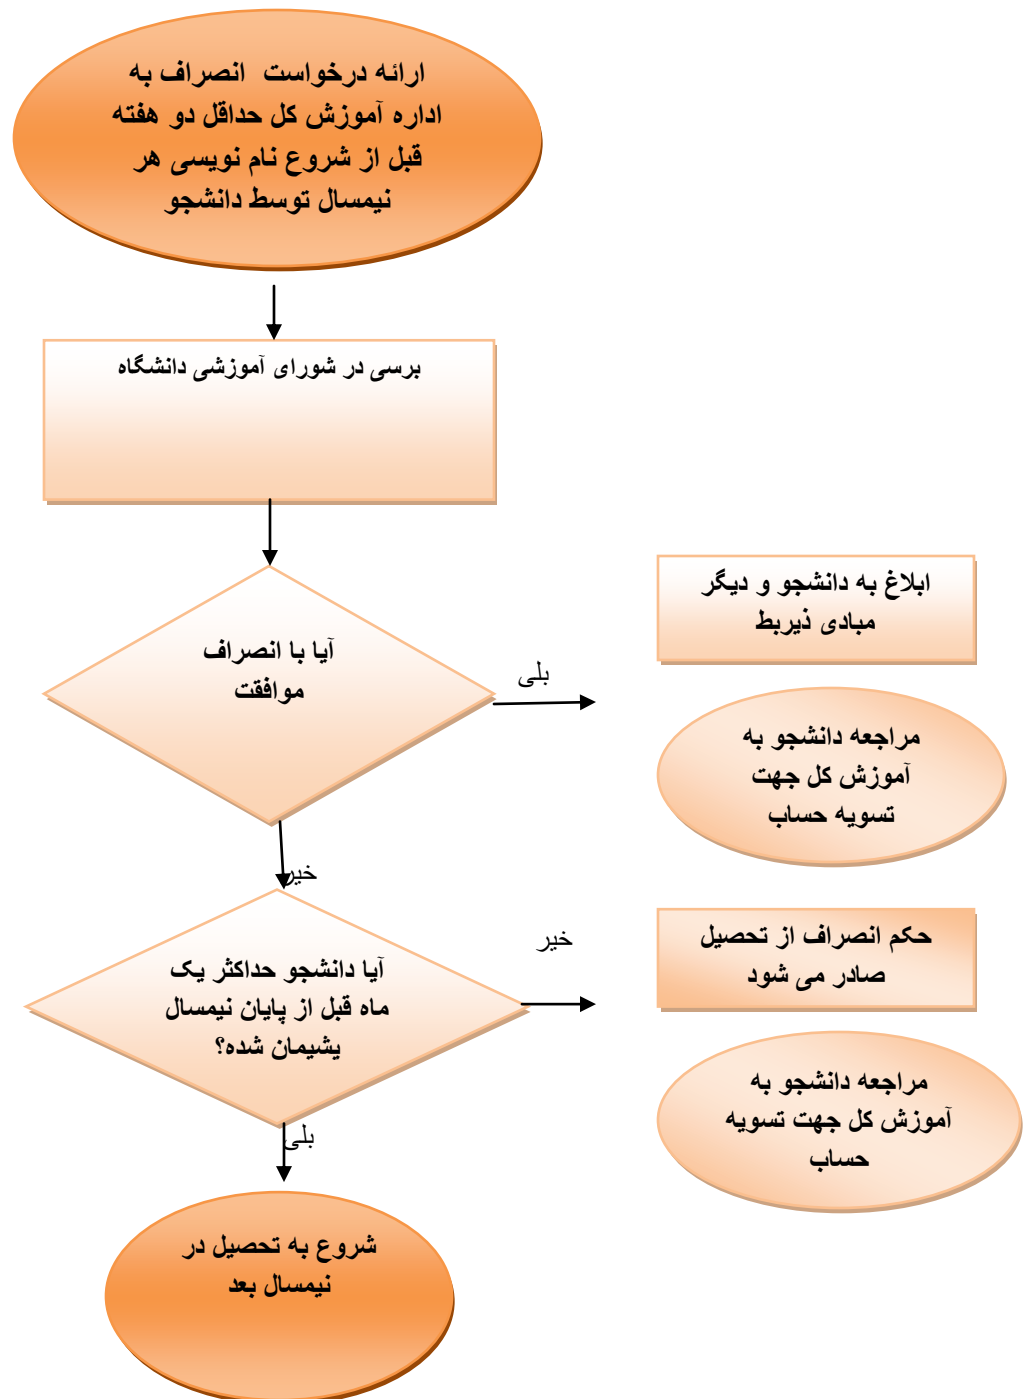 ارائه درخواست انصراف به
اداره آموزش کل حداقل دو هفته
قبل از شروع نام نویسی هر
نیمسال توسط دانشجو
برسی در شورای آموزشی دانشگاه
آیا با انصراف
موافقت
بلی
ابلاغ به دانشجو و دیگر
مبادی ذیربط
مراجعه دانشجو به
آموزش کل جهت
تسویه حساب
خیر
آیا دانشجو حداکثر یک
ماه قبل از پایان نیمسال
پشیمان شده؟
خیر
حکم انصراف از تحصیل
صادر می شود
مراجعه دانشجو به
آموزش کل جهت تسویه
حساب
بلی
شروع به تحصیل در
نیمسال بعد